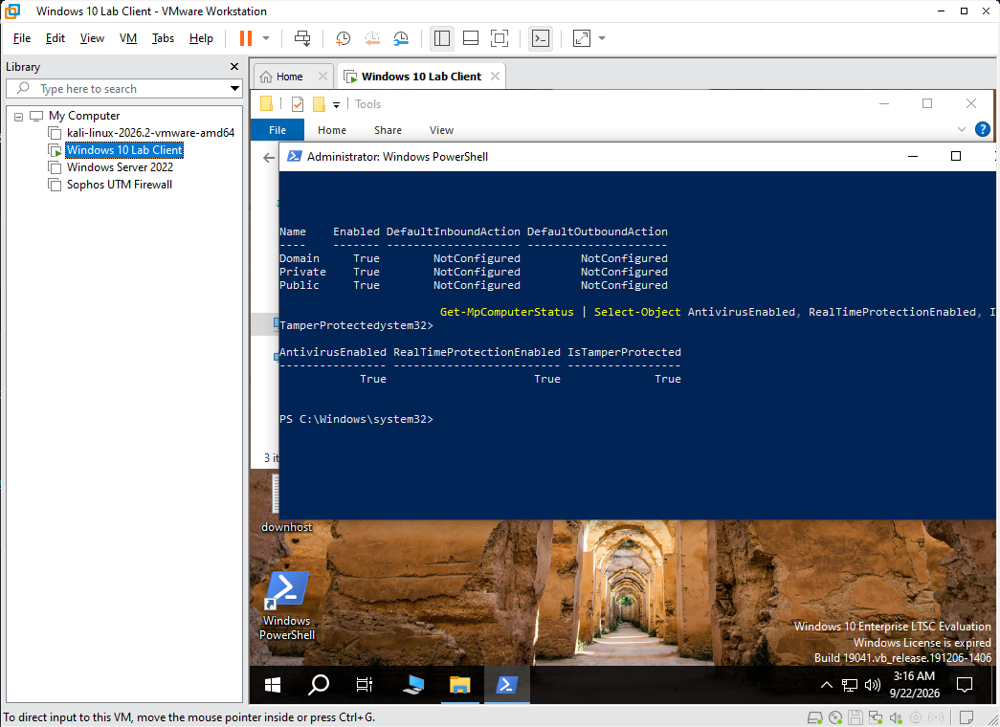 Windows 10 Lab Client - VMware Workstation
File Edit View VM Tabs Help
Library
Type here to search
My Computer
kali-linux-2026.2-vmware-amd64
Windows 10 Lab Client
Windows Server 2022
Sophos UTM Firewall
Home
Windows 10 Lab Client
Tools
File Home Share View
Administrator: Windows PowerShell
Name Enabled DefaultInboundAction DefaultOutboundAction
---- ------- -------------------- ---------------------
Domain True NotConfigured NotConfigured
Private True NotConfigured NotConfigured
Public True NotConfigured NotConfigured
Get-MpComputerStatus | Select-Object AntivirusEnabled, RealTimeProtectionEnabled, I
TamperProtectedystem32>
AntivirusEnabled RealTimeProtectionEnabled IsTamperProtected
---------------- ------------------------- -----------------
True True True
PS C:\Windows\system32>
3 it
downhost
Windows
PowerShell
Windows 10 Enterprise LTSC Evaluation
Windows License is expired
Build 19041.vb_release.191206-1406
3:16 AM
9/22/2026
To direct input to this VM, move the mouse pointer inside or press Ctrl+G.